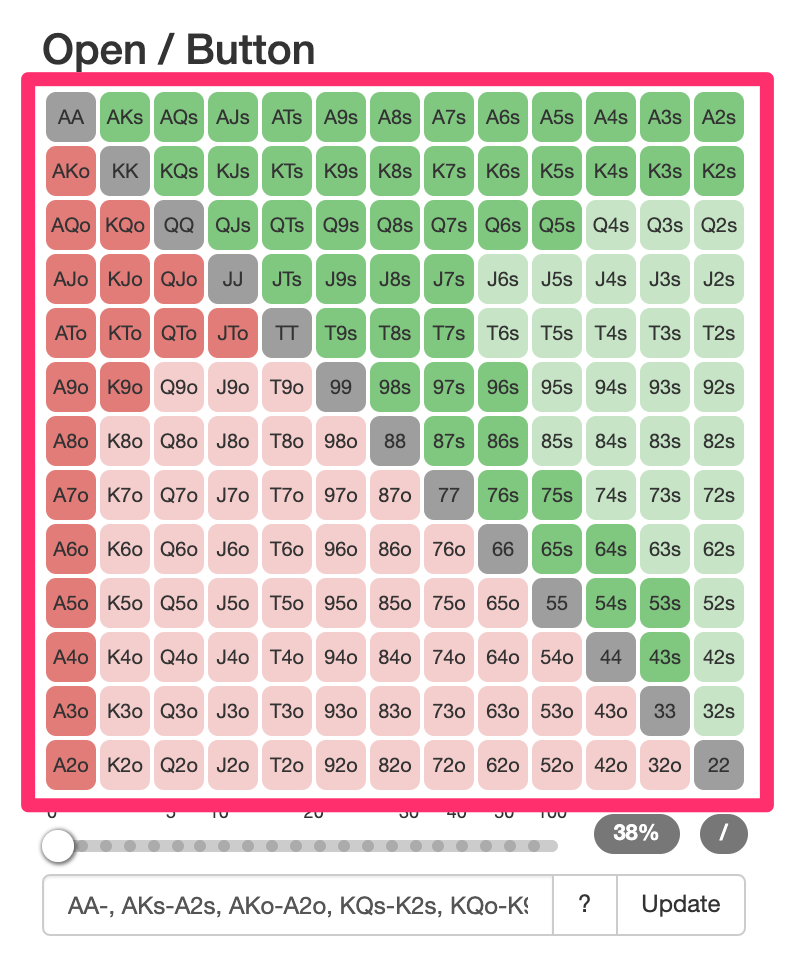 Open / Button
AA AKs AQs AJs ATs A9s A8s A7s A6s A5s A4s A3s A2s
AKo KK KQs KJs KTs K9s K8s K7s K6s K5s K4s K3s K2s
AQo KQo QQ QJs QTs Q9s Q8s Q7s Q6s Q5s Q4s Q3s Q2s
AJo KJo QJo JJ JTs J9s J8s J7s J6s J5s J4s J3s J2s
ATo KTo QTo JTo TT T9s T8s T7s T6s T5s T4s T3s T2s
A9o K9o Q9o J9o T9o 99 98s 97s 96s 95s 94s 93s 92s
A8o K8o Q8o J8o T8o 98o 88 87s 86s 85s 84s 83s 82s
A7o K7o Q7o J7o T7o 97o 87o 77 76s 75s 74s 73s 72s
A6o K6o Q6o J6o T6o 96o 86o 76o 66 65s 64s 63s 62s
A5o K5o Q5o J5o T5o 95o 85o 75o 65o 55 54s 53s 52s
A4o K4o Q4o J4o T4o 94o 84o 74o 64o 54o 44 43s 42s
A3o K3o Q3o J3o T3o 93o 83o 73o 63o 53o 43o 33 32s
A2o K2o Q2o J2o T2o 92o 82o 72o 62o 52o 42o 32o 22
0 5 10 20 30 40 50 100
38% /
AA-, AKs-A2s, AKo-A2o, KQs-K2s, KQo-K9 ? Update